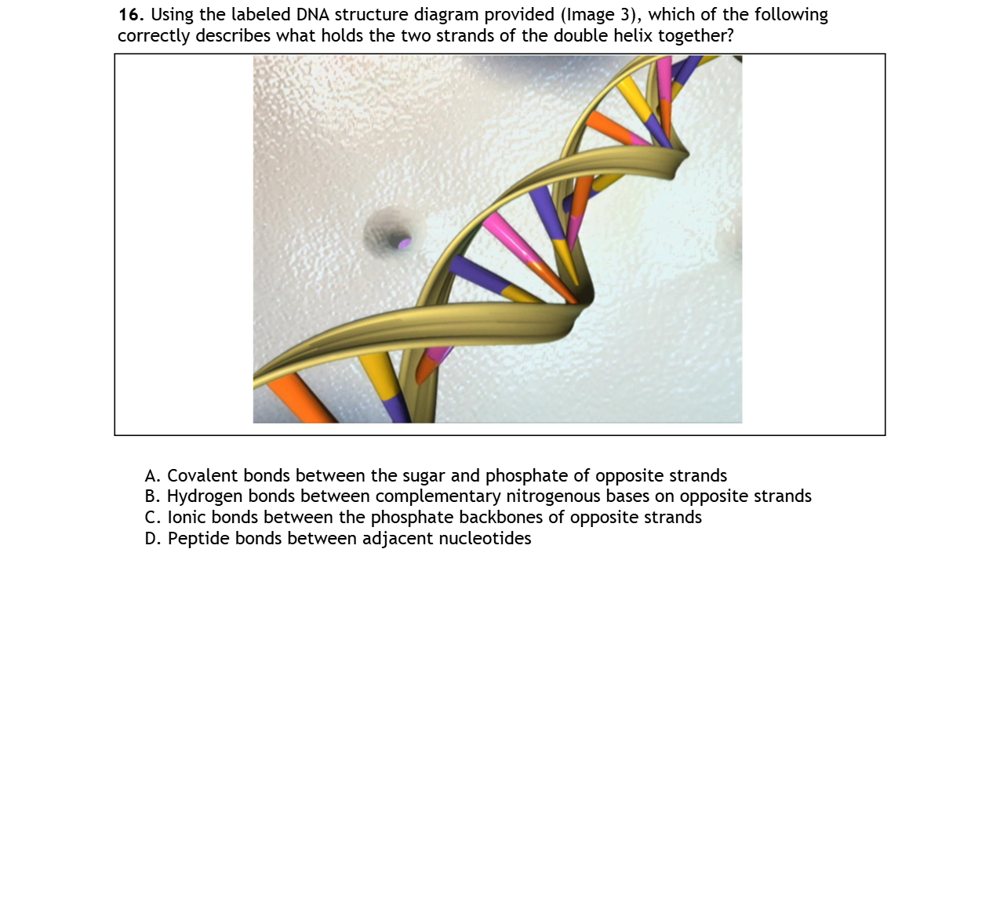 16. Using the labeled DNA structure diagram provided (Image 3), which of the following
correctly describes what holds the two strands of the double helix together?
A. Covalent bonds between the sugar and phosphate of opposite strands
B. Hydrogen bonds between complementary nitrogenous bases on opposite strands
C. Ionic bonds between the phosphate backbones of opposite strands
D. Peptide bonds between adjacent nucleotides